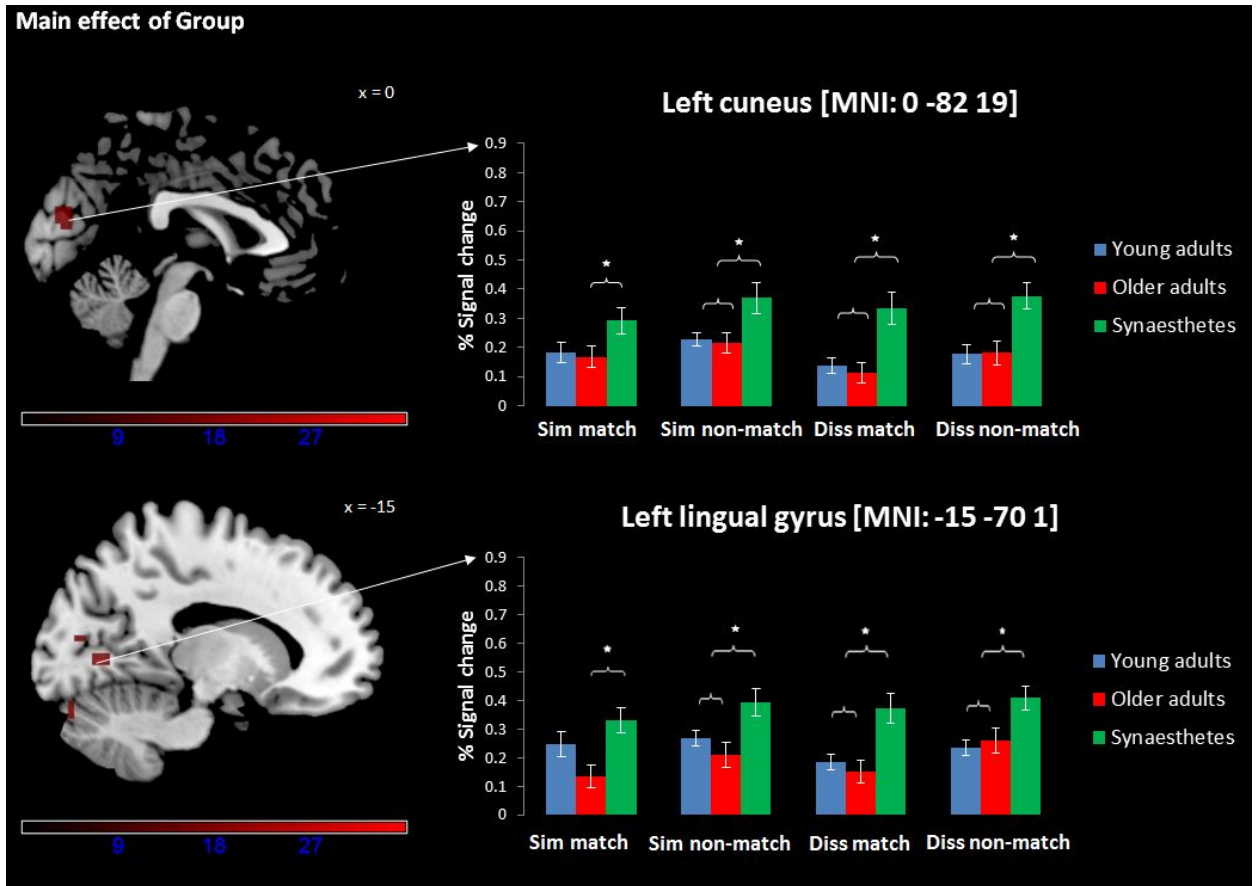 Main effect of Group
x = 0
Left cuneus [MNI: 0 -82 19]
% Signal change
0.9
0.8
0.7
0.6
0.5
0.4
0.3
0.2
0.1
0
*
*
*
*
Sim match
Sim non-match
Diss match
Diss non-match
Young adults
Older adults
Synaesthetes
9 18 27
x = -15
Left lingual gyrus [MNI: -15 -70 1]
% Signal change
0.9
0.8
0.7
0.6
0.5
0.4
0.3
0.2
0.1
0
*
*
*
*
Sim match
Sim non-match
Diss match
Diss non-match
Young adults
Older adults
Synaesthetes
9 18 27